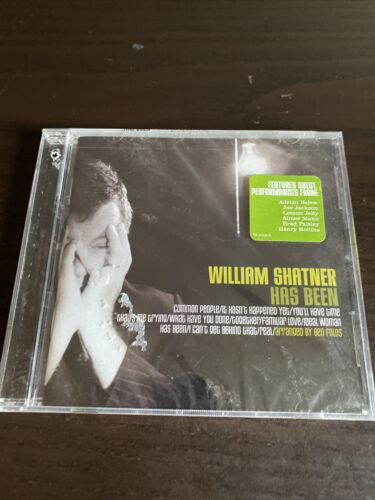 HAS BEEN
FEATURES GUEST
PERFORMANCES FROM:
Adrian Belew
Joe Jackson
Lemon Jelly
Aimee Mann
Brad Paisley
Henry Rollins
WILLIAM SHATNER
HAS BEEN
COMMON PEOPLE/IT HASN'T HAPPENED YET/YOU'LL HAVE TIME
THAT'S ME TRYING/WHAT HAVE YOU DONE/TOGETHER/FAMILIAR LOVE/IDEAL WOMAN
HAS BEEN/I CAN'T GET BEHIND THAT/REAL/ARRANGED BY BEN FOLDS